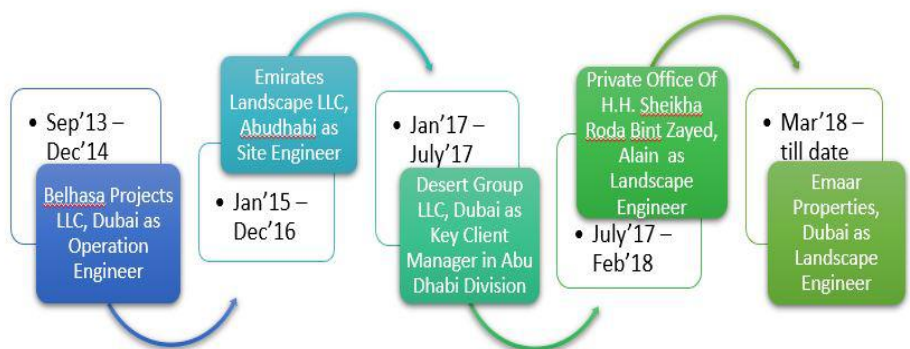 • Sep'13 –
Dec'14
Belhasa Projects
LLC, Dubai as
Operation
Engineer
Emirates
Landscape LLC,
Abudhabi as
Site Engineer
• Jan'15 –
Dec'16
• Jan'17 –
July'17
Desert Group
LLC, Dubai as
Key Client
Manager in Abu
Dhabi Division
Private Office Of
H.H. Sheikha
Roda Bint Zayed,
Alain as
Landscape
Engineer
• July'17 –
Feb'18
• Mar'18 –
till date
Emaar
Properties,
Dubai as
Landscape
Engineer